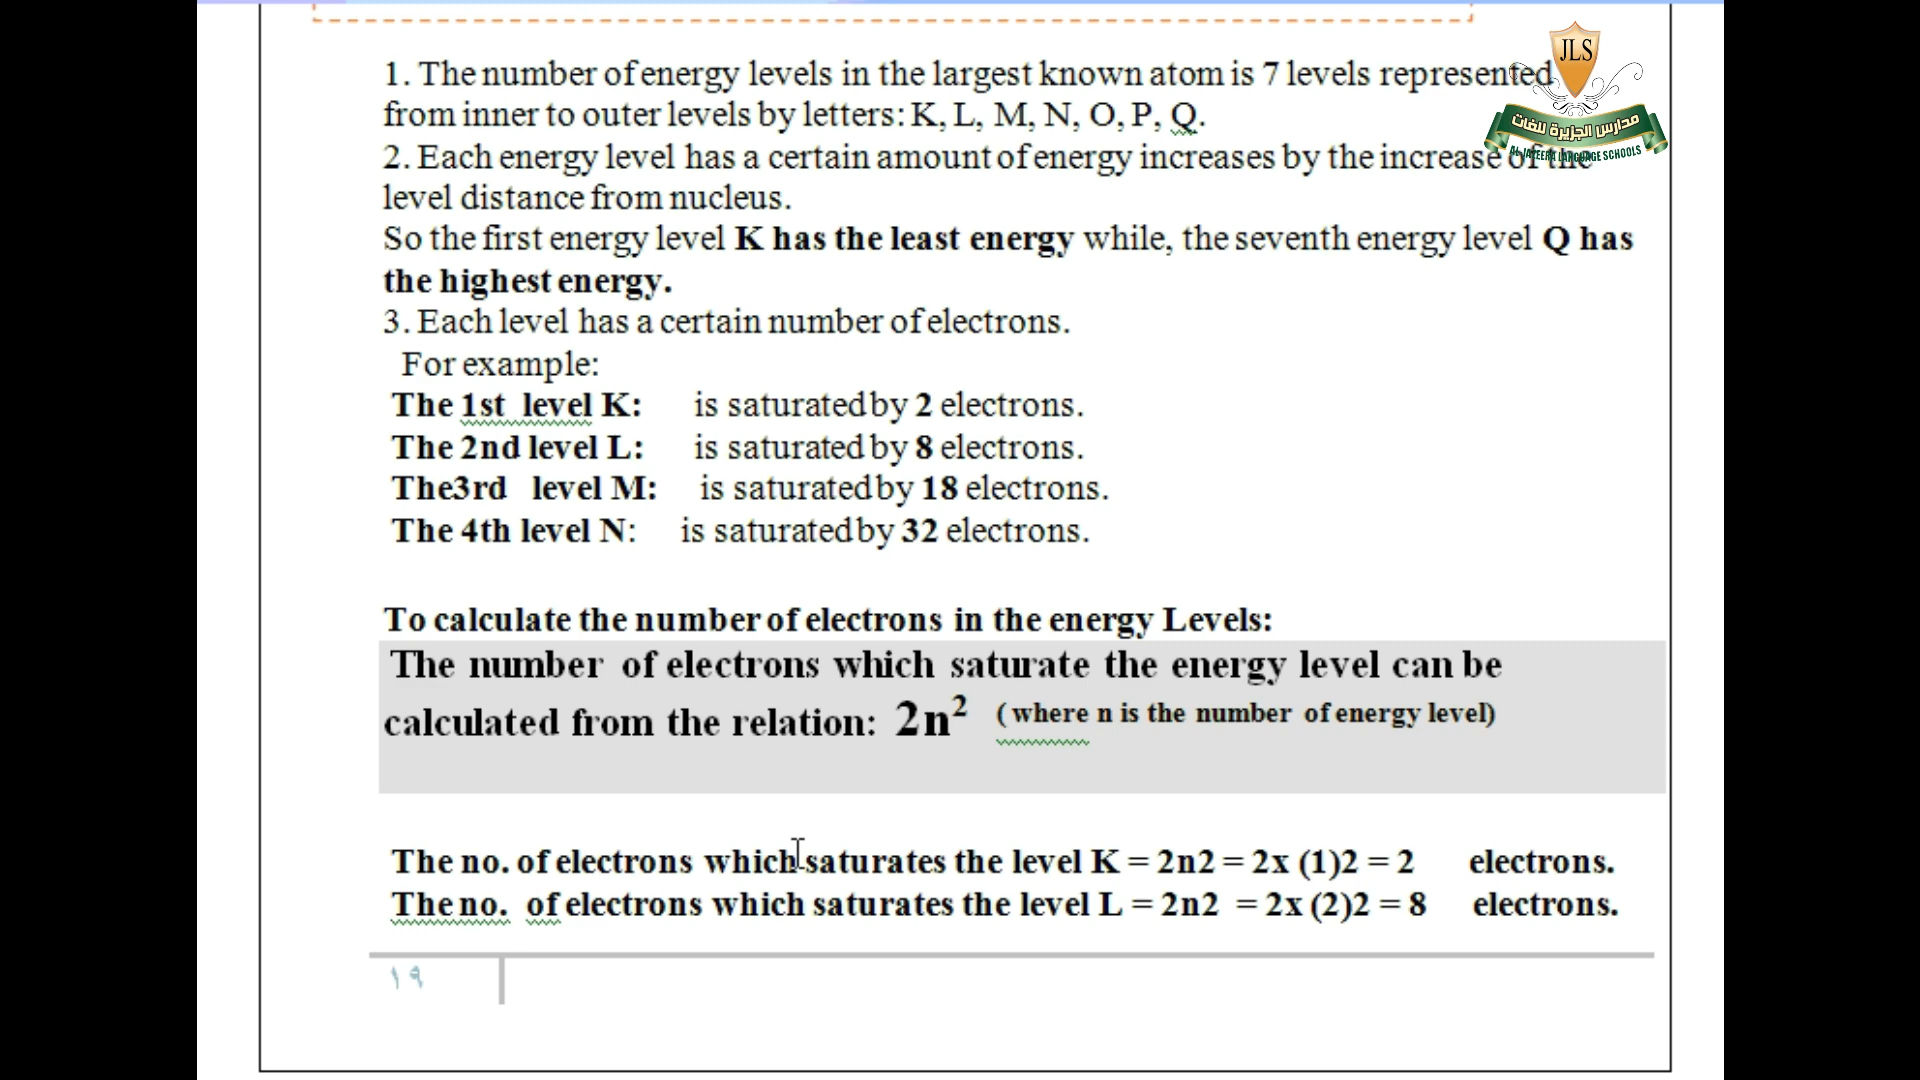 JLS
مدارس الجزيرة للغات
AL JAZEERA LANGUAGE SCHOOLS
1. The number of energy levels in the largest known atom is 7 levels represented
from inner to outer levels by letters: K, L, M, N, O, P, Q.
2. Each energy level has a certain amount of energy increases by the increase of the
level distance from nucleus.
So the first energy level K has the least energy while, the seventh energy level Q has
the highest energy.
3. Each level has a certain number of electrons.
For example:
The 1st level K: is saturated by 2 electrons.
The 2nd level L: is saturated by 8 electrons.
The3rd level M: is saturated by 18 electrons.
The 4th level N: is saturated by 32 electrons.
To calculate the number of electrons in the energy Levels:
The number of electrons which saturate the energy level can be
calculated from the relation: 2n² (where n is the number of energy level)
The no. of electrons which saturates the level K = 2n2 = 2x (1)2 = 2 electrons.
The no. of electrons which saturates the level L = 2n2 = 2x (2)2 = 8 electrons.
١٩